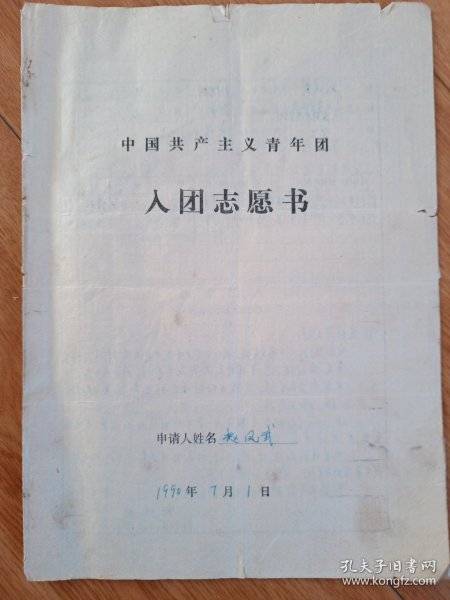 中国共产主义青年团
入团志愿书
申请人姓名 赵凤武
1990年7月1日
孔夫子旧书网
www.kongfz.com